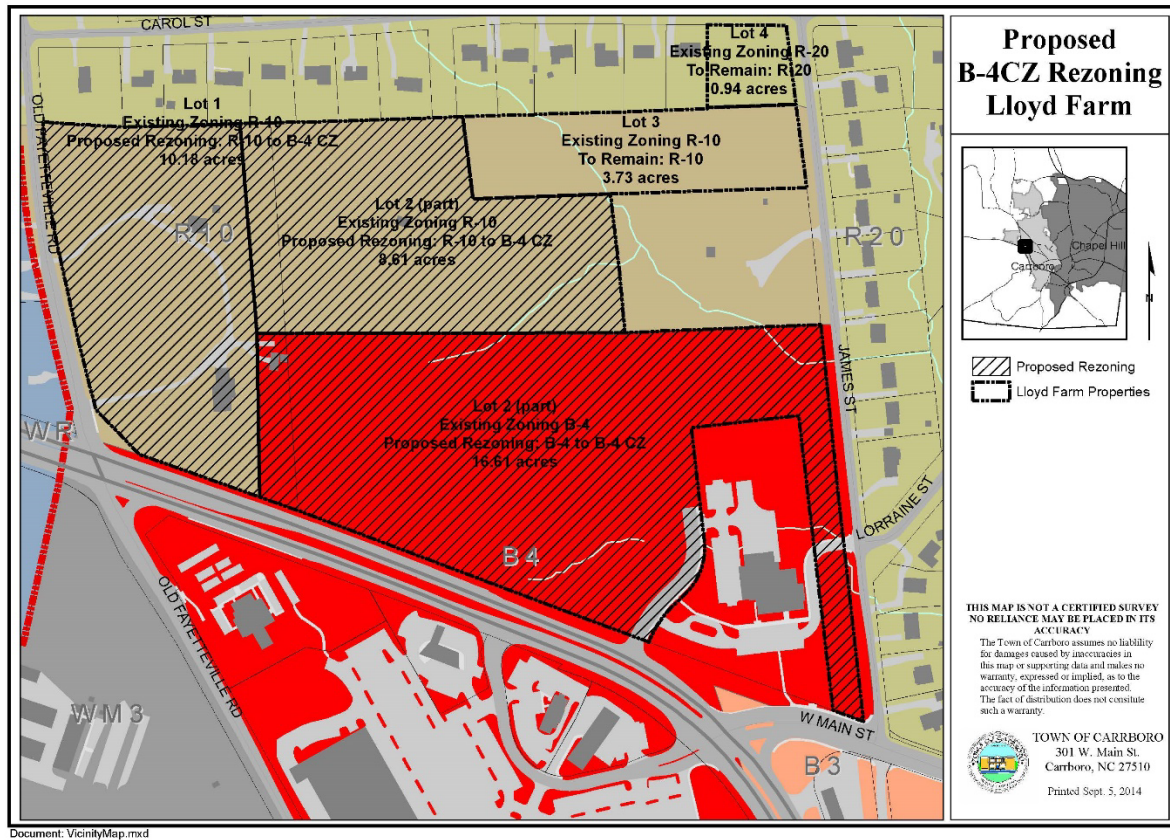 CAROL ST
Lot 4
Existing Zoning R-20
To Remain: R-20
0.94 acres
Lot 1
Existing Zoning R-10
Proposed Rezoning: R-10 to B-4 CZ
10.18 acres
Lot 3
Existing Zoning R-10
To Remain: R-10
3.73 acres
OLD FAYETTEVILLE RD
R10
Lot 2 (part)
Existing Zoning R-10
Proposed Rezoning: R-10 to B-4 CZ
8.61 acres
R20
JAMES ST
Lot 2 (part)
Existing Zoning B-4
Proposed Rezoning: B-4 to B-4 CZ
16.61 acres
WR
LORRAINE ST
B4
OLD FAYETTEVILLE RD
WM3
W MAIN ST
B3
Proposed
B-4CZ Rezoning
Lloyd Farm
Chapel Hill
Carrboro
N
Proposed Rezoning
Lloyd Farm Properties
THIS MAP IS NOT A CERTIFIED SURVEY
NO RELIANCE MAY BE PLACED IN ITS
ACCURACY
The Town of Carrboro assumes no liability
for damages caused by inaccuracies in
this map or supporting data and makes no
warranty, expressed or implied, as to the
accuracy of the information presented.
The fact of distribution does not constitute
such a warranty.
TOWN OF CARRBORO
301 W. Main St.
Carrboro, NC 27510
Printed Sept. 5, 2014
Document: VicinityMap.mxd